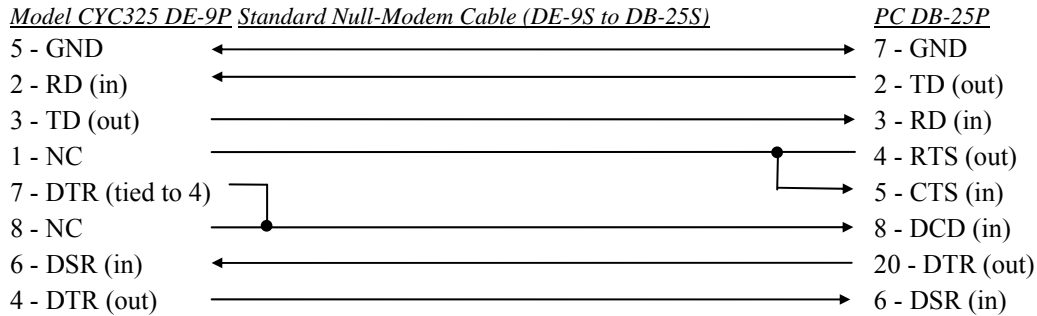 Model CYC325 DE-9P Standard Null-Modem Cable (DE-9S to DB-25S) PC DB-25P
5 - GND 7 - GND
2 - RD (in) 2 - TD (out)
3 - TD (out) 3 - RD (in)
1 - NC 4 - RTS (out)
7 - DTR (tied to 4) 5 - CTS (in)
8 - NC 8 - DCD (in)
6 - DSR (in) 20 - DTR (out)
4 - DTR (out) 6 - DSR (in)